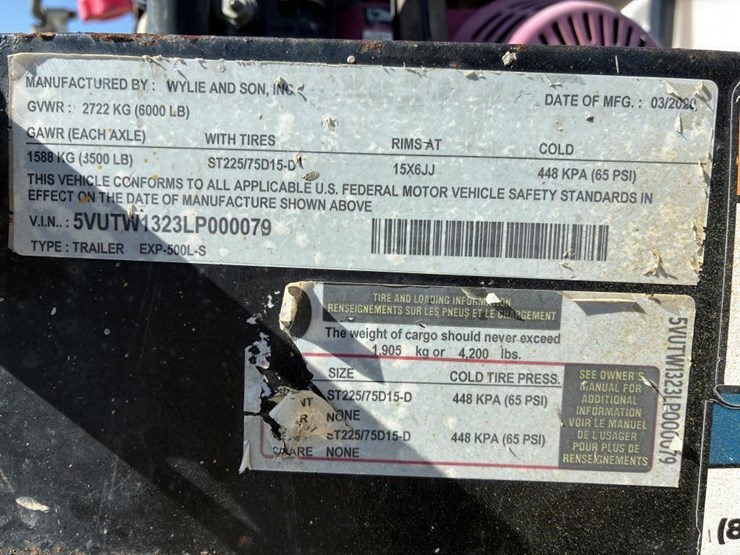 MANUFACTURED BY : WYLIE AND SON, INC.
DATE OF MFG. : 03/2020
GVWR : 2722 KG (6000 LB)
GAWR (EACH AXLE) WITH TIRES RIMS AT COLD
1588 KG (3500 LB) ST225/75D15-D 15X6JJ 448 KPA (65 PSI)
THIS VEHICLE CONFORMS TO ALL APPLICABLE U.S. FEDERAL MOTOR VEHICLE SAFETY STANDARDS IN
EFFECT ON THE DATE OF MANUFACTURE SHOWN ABOVE
V.I.N.. : 5VUTW1323LP000079
TYPE : TRAILER EXP-500L-S
TIRE AND LOADING INFORMATION
RENSEIGNEMENTS SUR LES PNEUS ET LE CHARGEMENT
The weight of cargo should never exceed
1,905 kg or 4,200 lbs.
SIZE COLD TIRE PRESS.
NT ST225/75D15-D 448 KPA (65 PSI)
R NONE
ST225/75D15-D 448 KPA (65 PSI)
SPARE NONE
SEE OWNER'S
MANUAL FOR
ADDITIONAL
INFORMATION
VOIR LE MANUEL
DE L'USAGER
POUR PLUS DE
RENSEIGNEMENTS
5VUTW1323LP000079
(8